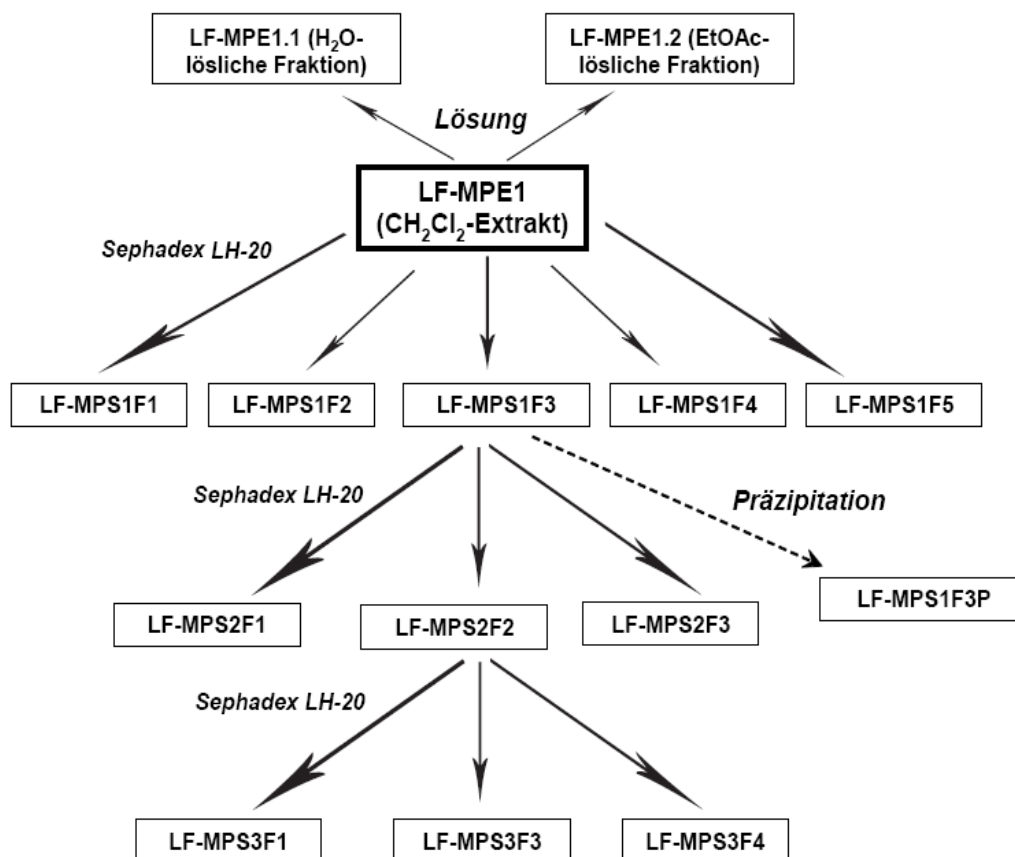 LF-MPE1.1 (H₂O-
lösliche Fraktion)
LF-MPE1.2 (EtOAc-
lösliche Fraktion)
Lösung
LF-MPE1
(CH₂Cl₂-Extrakt)
Sephadex LH-20
LF-MPS1F1
LF-MPS1F2
LF-MPS1F3
LF-MPS1F4
LF-MPS1F5
Sephadex LH-20
Präzipitation
LF-MPS1F3P
LF-MPS2F1
LF-MPS2F2
LF-MPS2F3
Sephadex LH-20
LF-MPS3F1
LF-MPS3F3
LF-MPS3F4